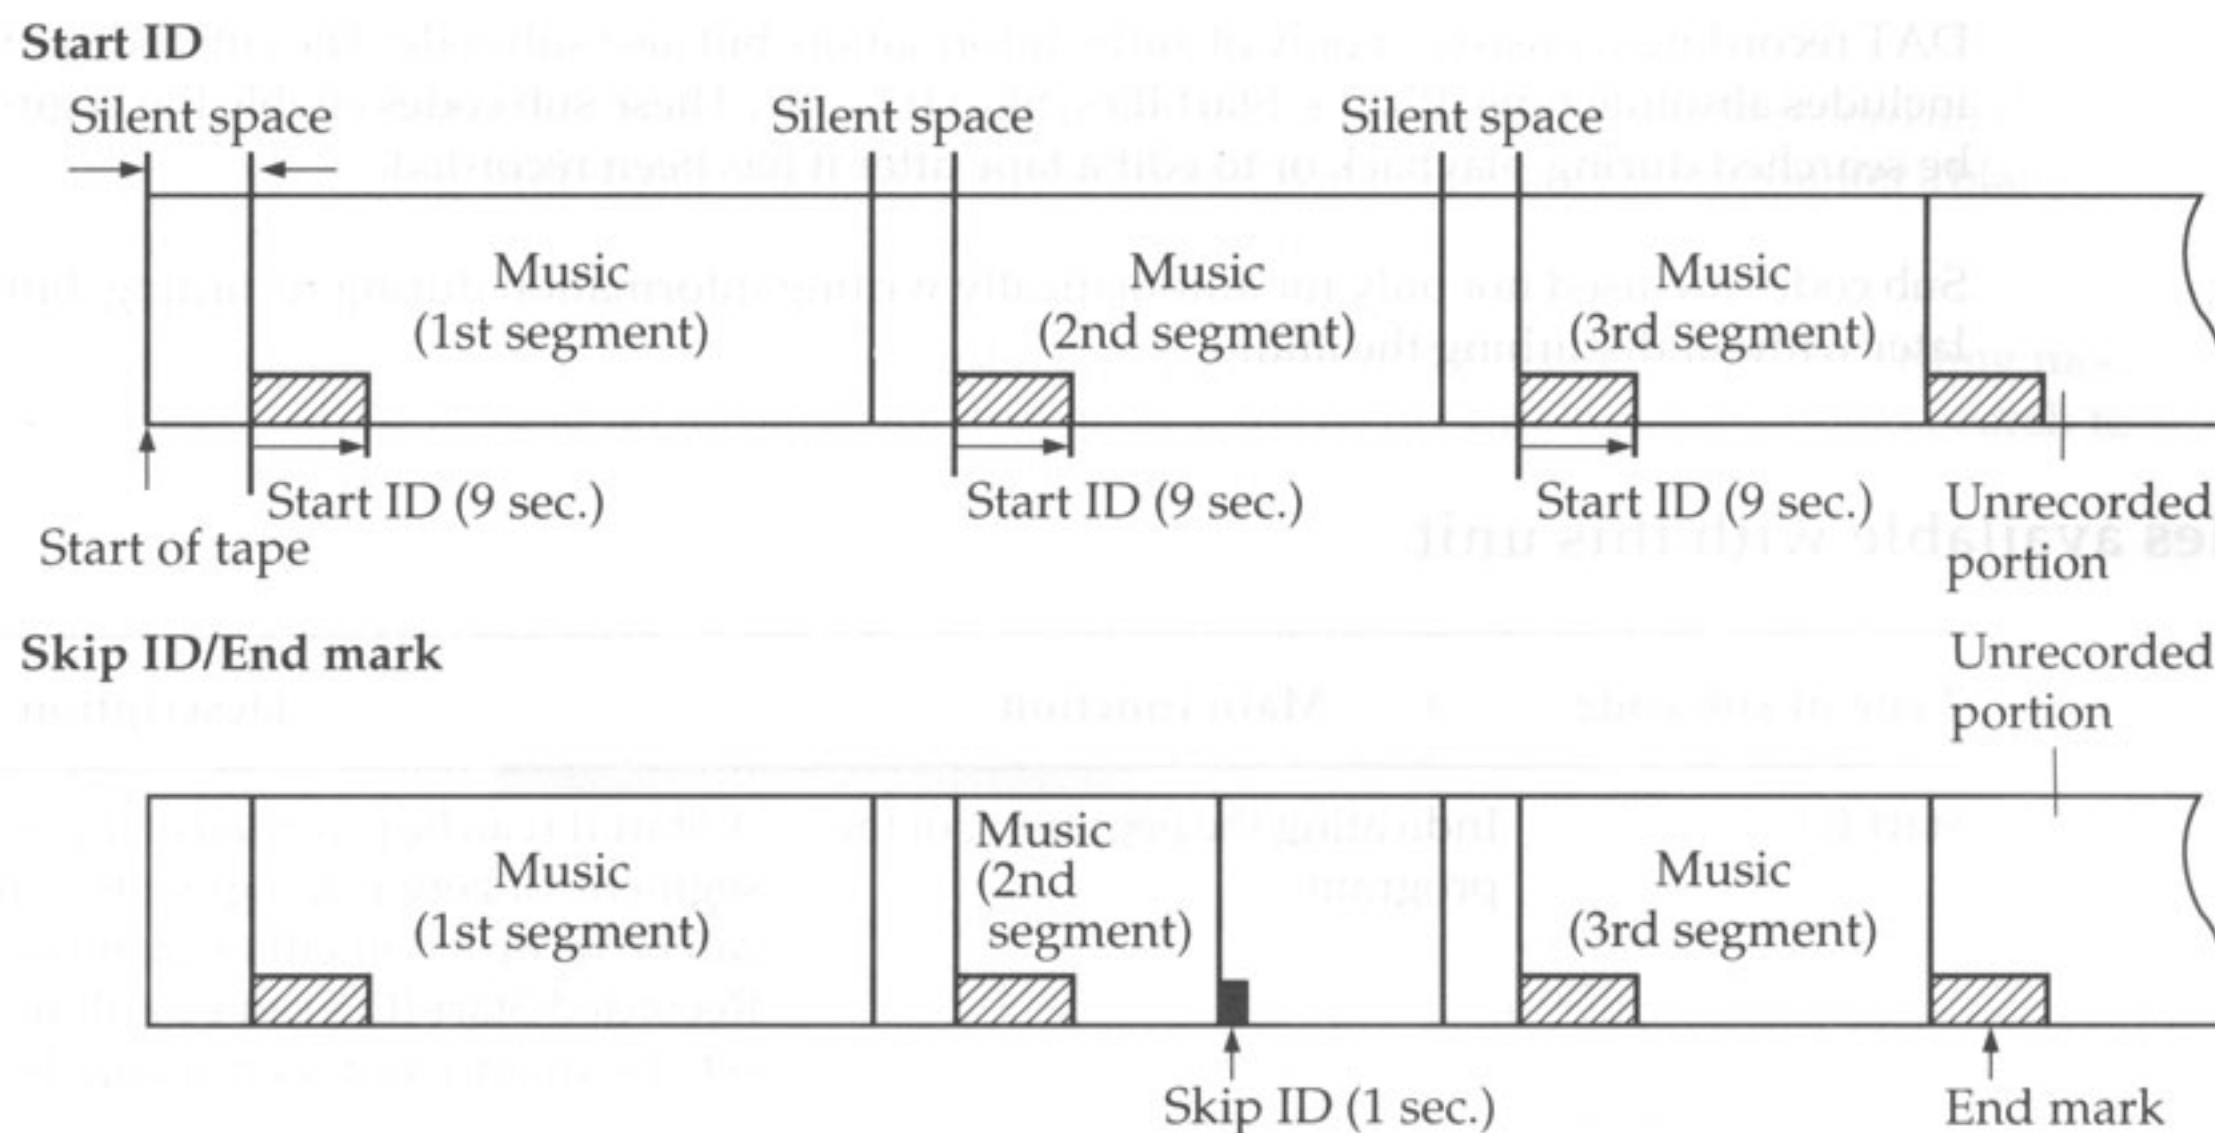 Start ID
Silent space
Silent space
Silent space
Music
(1st segment)
Music
(2nd segment)
Music
(3rd segment)
Start ID (9 sec.)
Start ID (9 sec.)
Start ID (9 sec.)
Unrecorded
portion
Start of tape
Skip ID/End mark
Unrecorded
portion
Music
(1st segment)
Music
(2nd
segment)
Music
(3rd segment)
Skip ID (1 sec.)
End mark